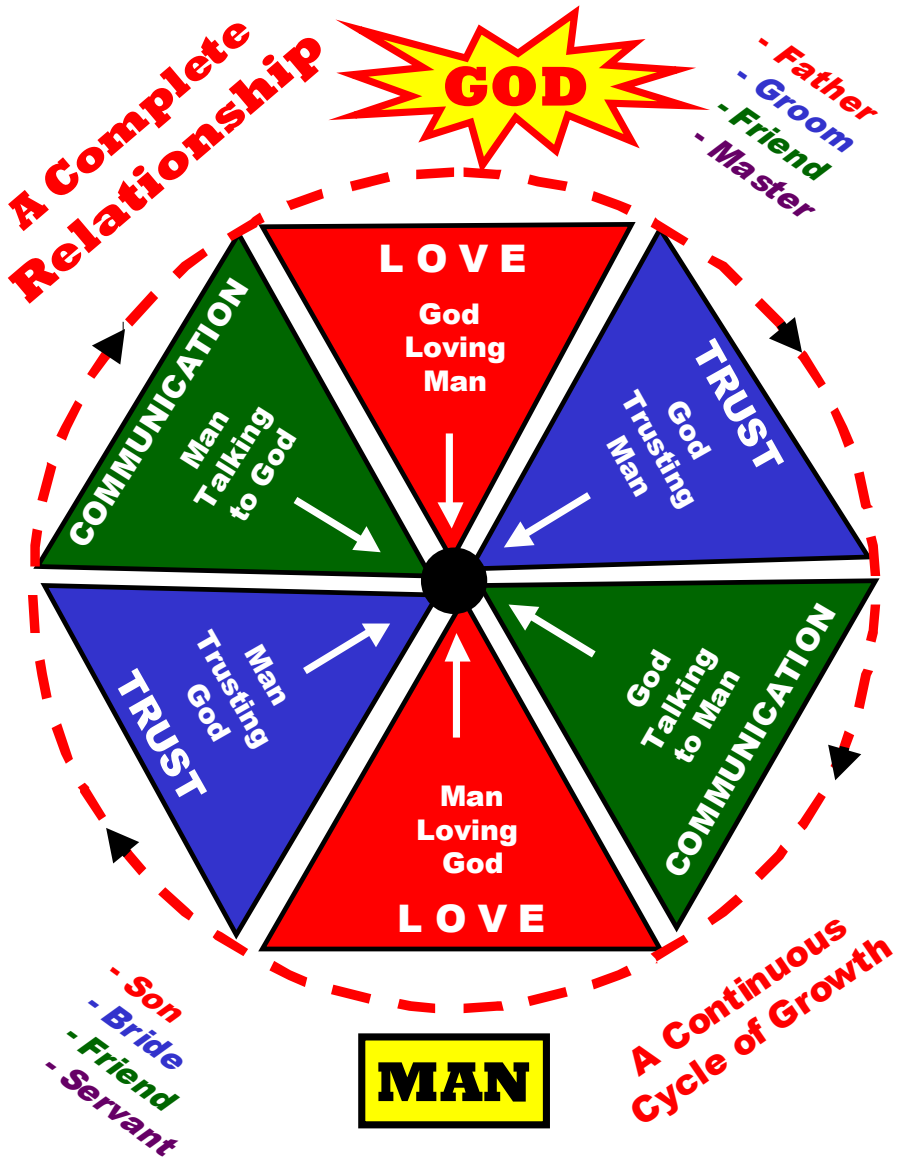 A Complete
Relationship
GOD
- Father
- Groom
- Friend
- Master
LOVE
God
Loving
Man
TRUST
God
Trusting
Man
COMMUNICATION
God
Talking
to Man
LOVE
Man
Loving
God
TRUST
Man
Trusting
God
COMMUNICATION
Man
Talking
to God
- Son
- Bride
- Friend
- Servant
MAN
A Continuous
Cycle of Growth